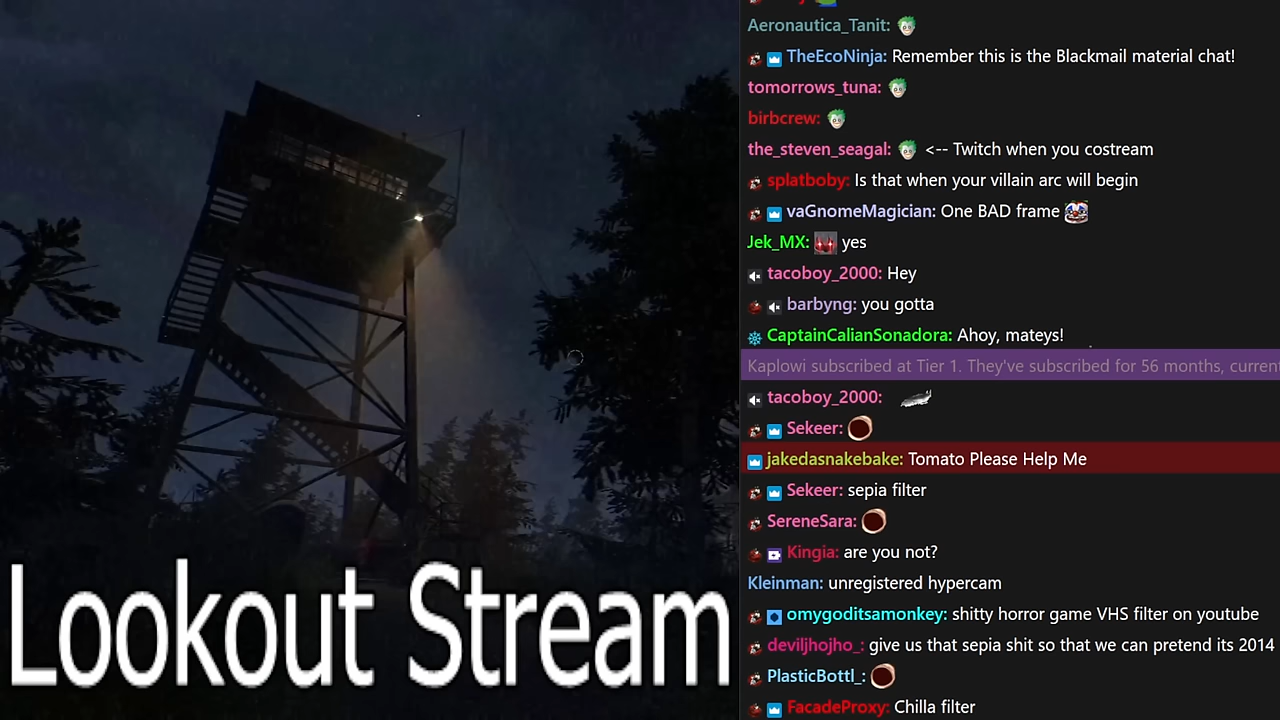 Aeronautica_Tanit:
TheEcoNinja: Remember this is the Blackmail material chat!
tomorrows_tuna:
birbcrew:
the_steven_seagal: <-- Twitch when you costream
splatboby: Is that when your villain arc will begin
vaGnomeMagician: One BAD frame
Jek_MX: yes
tacoboy_2000: Hey
barbyng: you gotta
CaptainCalianSonadora: Ahoy, mateys!
Kaplowi subscribed at Tier 1. They've subscribed for 56 months, current
tacoboy_2000:
Sekeer:
jakedasnakebake: Tomato Please Help Me
Sekeer: sepia filter
SereneSara:
Kingia: are you not?
Kleinman: unregistered hypercam
omygoditsamonkey: shitty horror game VHS filter on youtube
deviljhojho_: give us that sepia shit so that we can pretend its 2014
PlasticBottl_:
FacadeProxy: Chilla filter
Lookout Stream